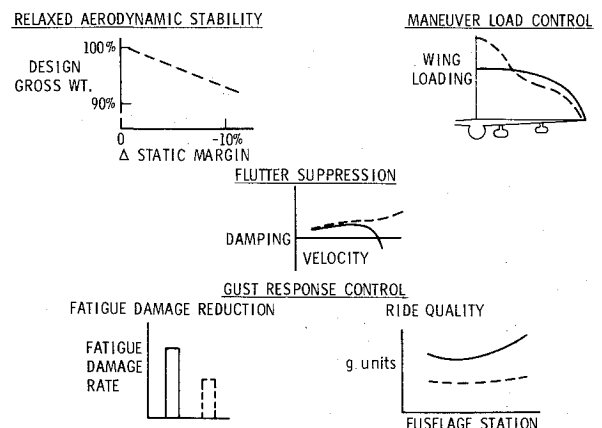 RELAXED AERODYNAMIC STABILITY
100%
DESIGN
GROSS WT.
90%
0
-10%
Δ STATIC MARGIN
MANEUVER LOAD CONTROL
WING
LOADING
FLUTTER SUPPRESSION
DAMPING
VELOCITY
GUST RESPONSE CONTROL
FATIGUE DAMAGE REDUCTION
FATIGUE
DAMAGE
RATE
RIDE QUALITY
g. units
FUSELAGE STATION